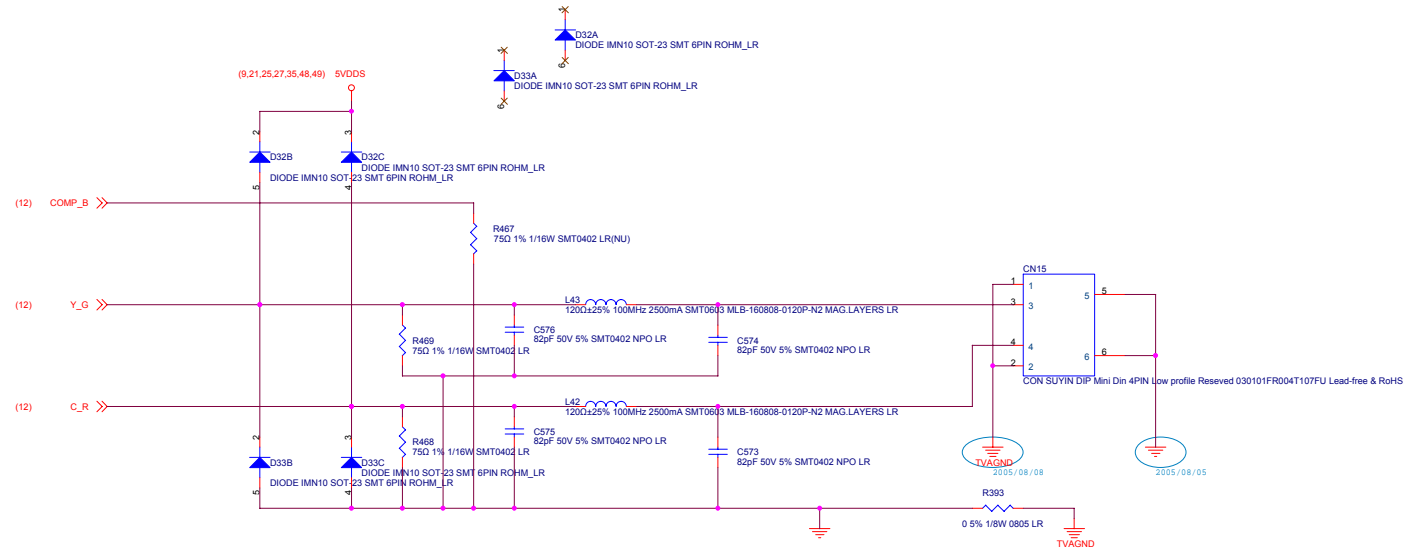 1
D32A
DIODE IMN10 SOT-23 SMT 6PIN ROHM_LR
6
1
D33A
DIODE IMN10 SOT-23 SMT 6PIN ROHM_LR
6
(9,21,25,27,35,48,49) 5VDDS
2
3
D32B
D32C
DIODE IMN10 SOT-23 SMT 6PIN ROHM_LR
DIODE IMN10 SOT-23 SMT 6PIN ROHM_LR
5
4
(12) COMP_B
R467
75Ω 1% 1/16W SMT0402 LR(NU)
(12) Y_G
L43
120Ω±25% 100MHz 2500mA SMT0603 MLB-160808-0120P-N2 MAG.LAYERS LR
R469
75Ω 1% 1/16W SMT0402 LR
C576
82pF 50V 5% SMT0402 NPO LR
C574
82pF 50V 5% SMT0402 NPO LR
CN15
1
1
3
3
4
4
2
2
5
5
6
6
CON SUYIN DIP Mini Din 4PIN Low profile Reseved 030101FR004T107FU Lead-free & RoHS
(12) C_R
L42
120Ω±25% 100MHz 2500mA SMT0603 MLB-160808-0120P-N2 MAG.LAYERS LR
R468
75Ω 1% 1/16W SMT0402 LR
C575
82pF 50V 5% SMT0402 NPO LR
C573
82pF 50V 5% SMT0402 NPO LR
2
3
D33B
D33C
DIODE IMN10 SOT-23 SMT 6PIN ROHM_LR
DIODE IMN10 SOT-23 SMT 6PIN ROHM_LR
5
4
TVAGND
2005/08/08
2005/08/05
R393
0 5% 1/8W 0805 LR
TVAGND